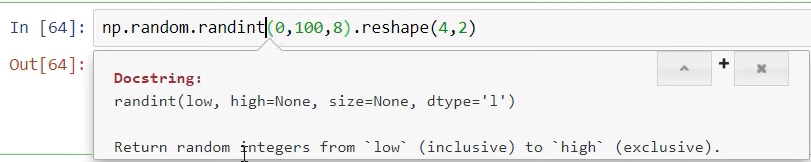 In [64]: np.random.randint(0,100,8).reshape(4,2)
Out[64]:
Docstring:
randint(low, high=None, size=None, dtype='l')
Return random integers from `low` (inclusive) to `high` (exclusive).